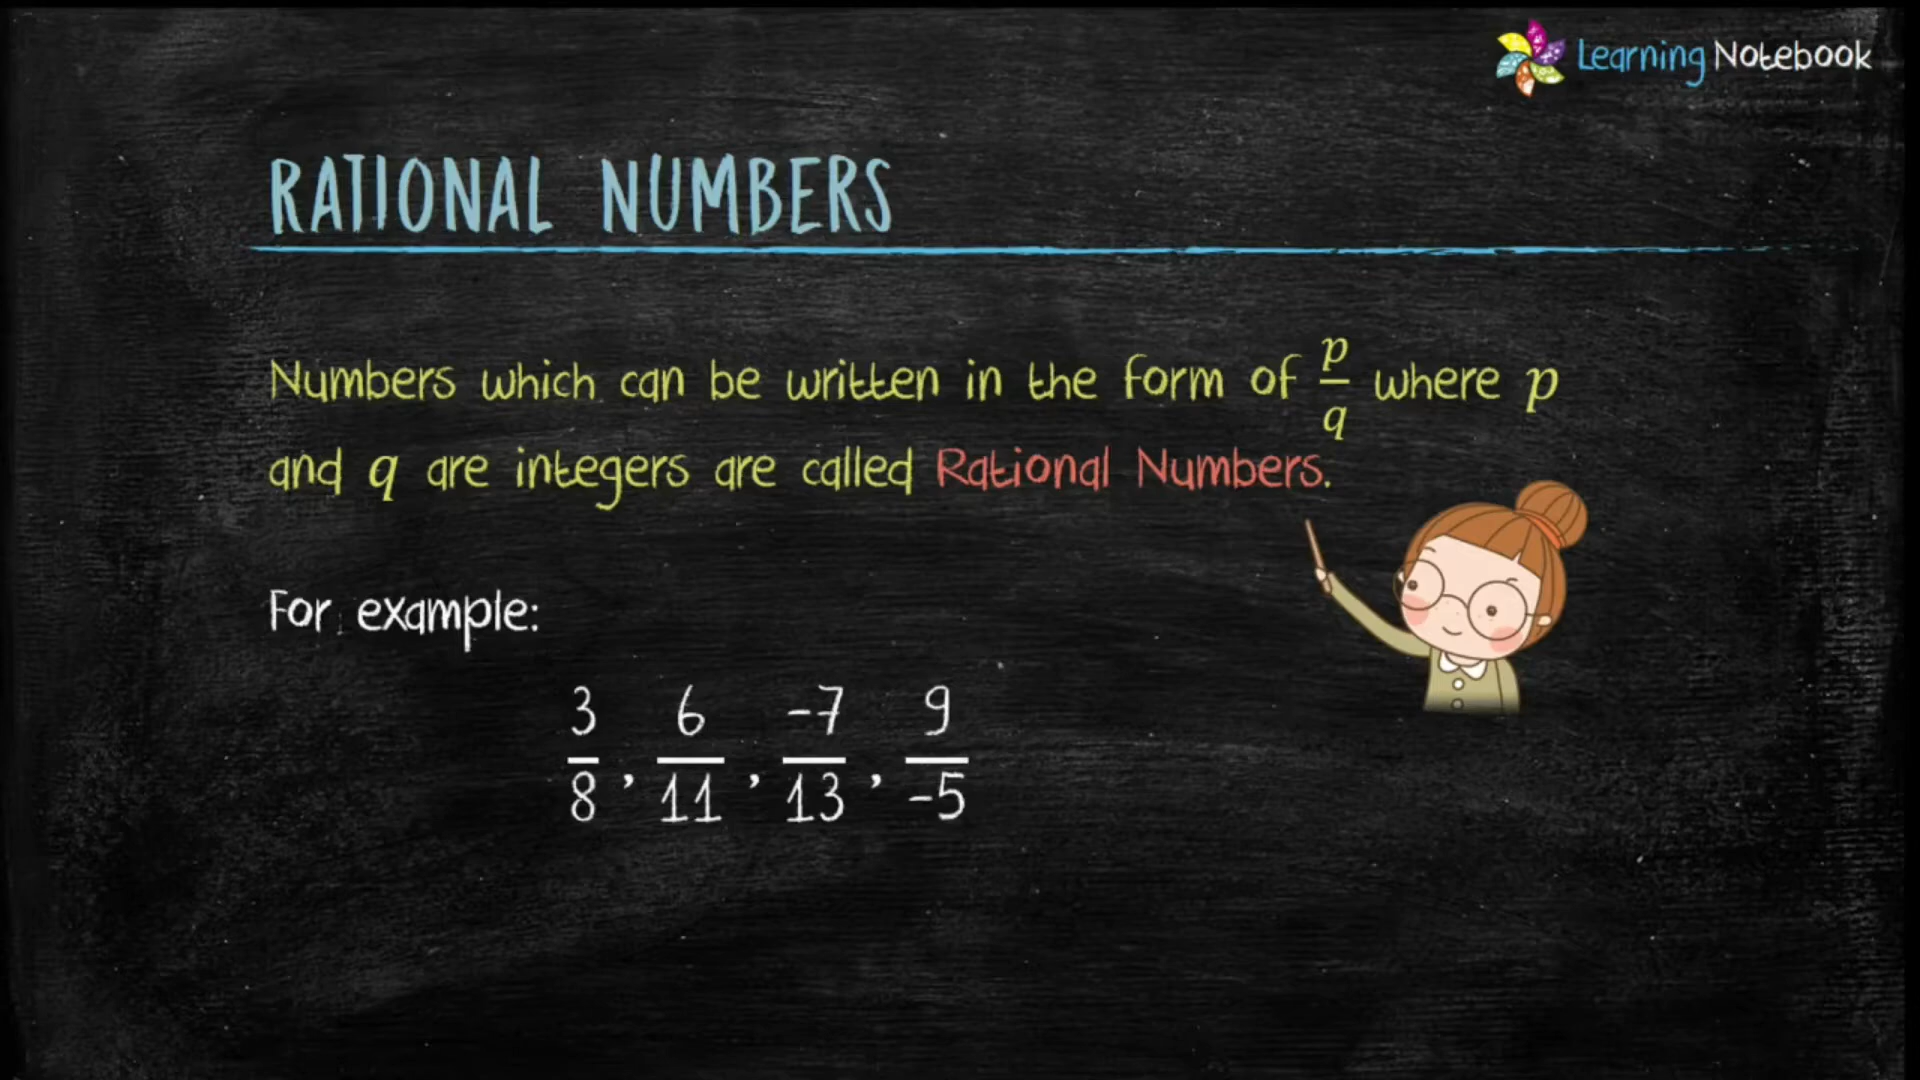 Learning Notebook
RATIONAL NUMBERS
Numbers which can be written in the form of p/q where p
and q are integers are called Rational Numbers.
For example:
3/8 , 6/11 , -7/13 , 9/-5